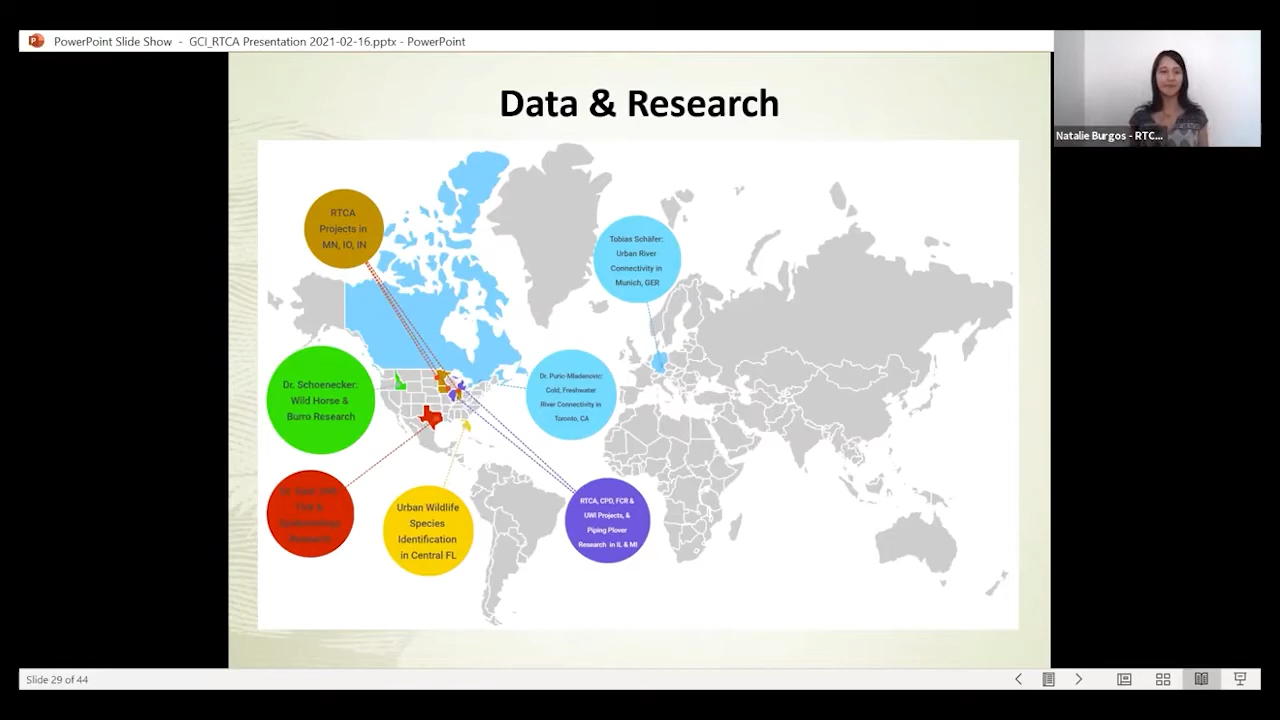 PowerPoint Slide Show - GCI_RTCA Presentation 2021-02-16.pptx - PowerPoint
Natalie Burgos - RTC...
Data & Research
RTCA
Projects in
MN, IO, IN
Tobias Schäfer:
Urban River
Connectivity in
Munich, GER
Dr. Schoenecker:
Wild Horse &
Burro Research
Dr. Puric-Mladenovic:
Cold, Freshwater
River Connectivity in
Toronto, CA
Research
Urban Wildlife
Species
Identification
in Central FL
RTCA, CPD, FCR &
UWI Projects, &
Piping Plover
Research in IL & MI
Slide 29 of 44